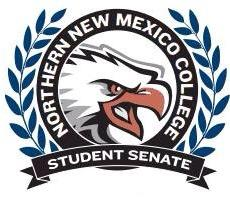 NORTHERN NEW MEXICO COLLEGE
STUDENT SENATE